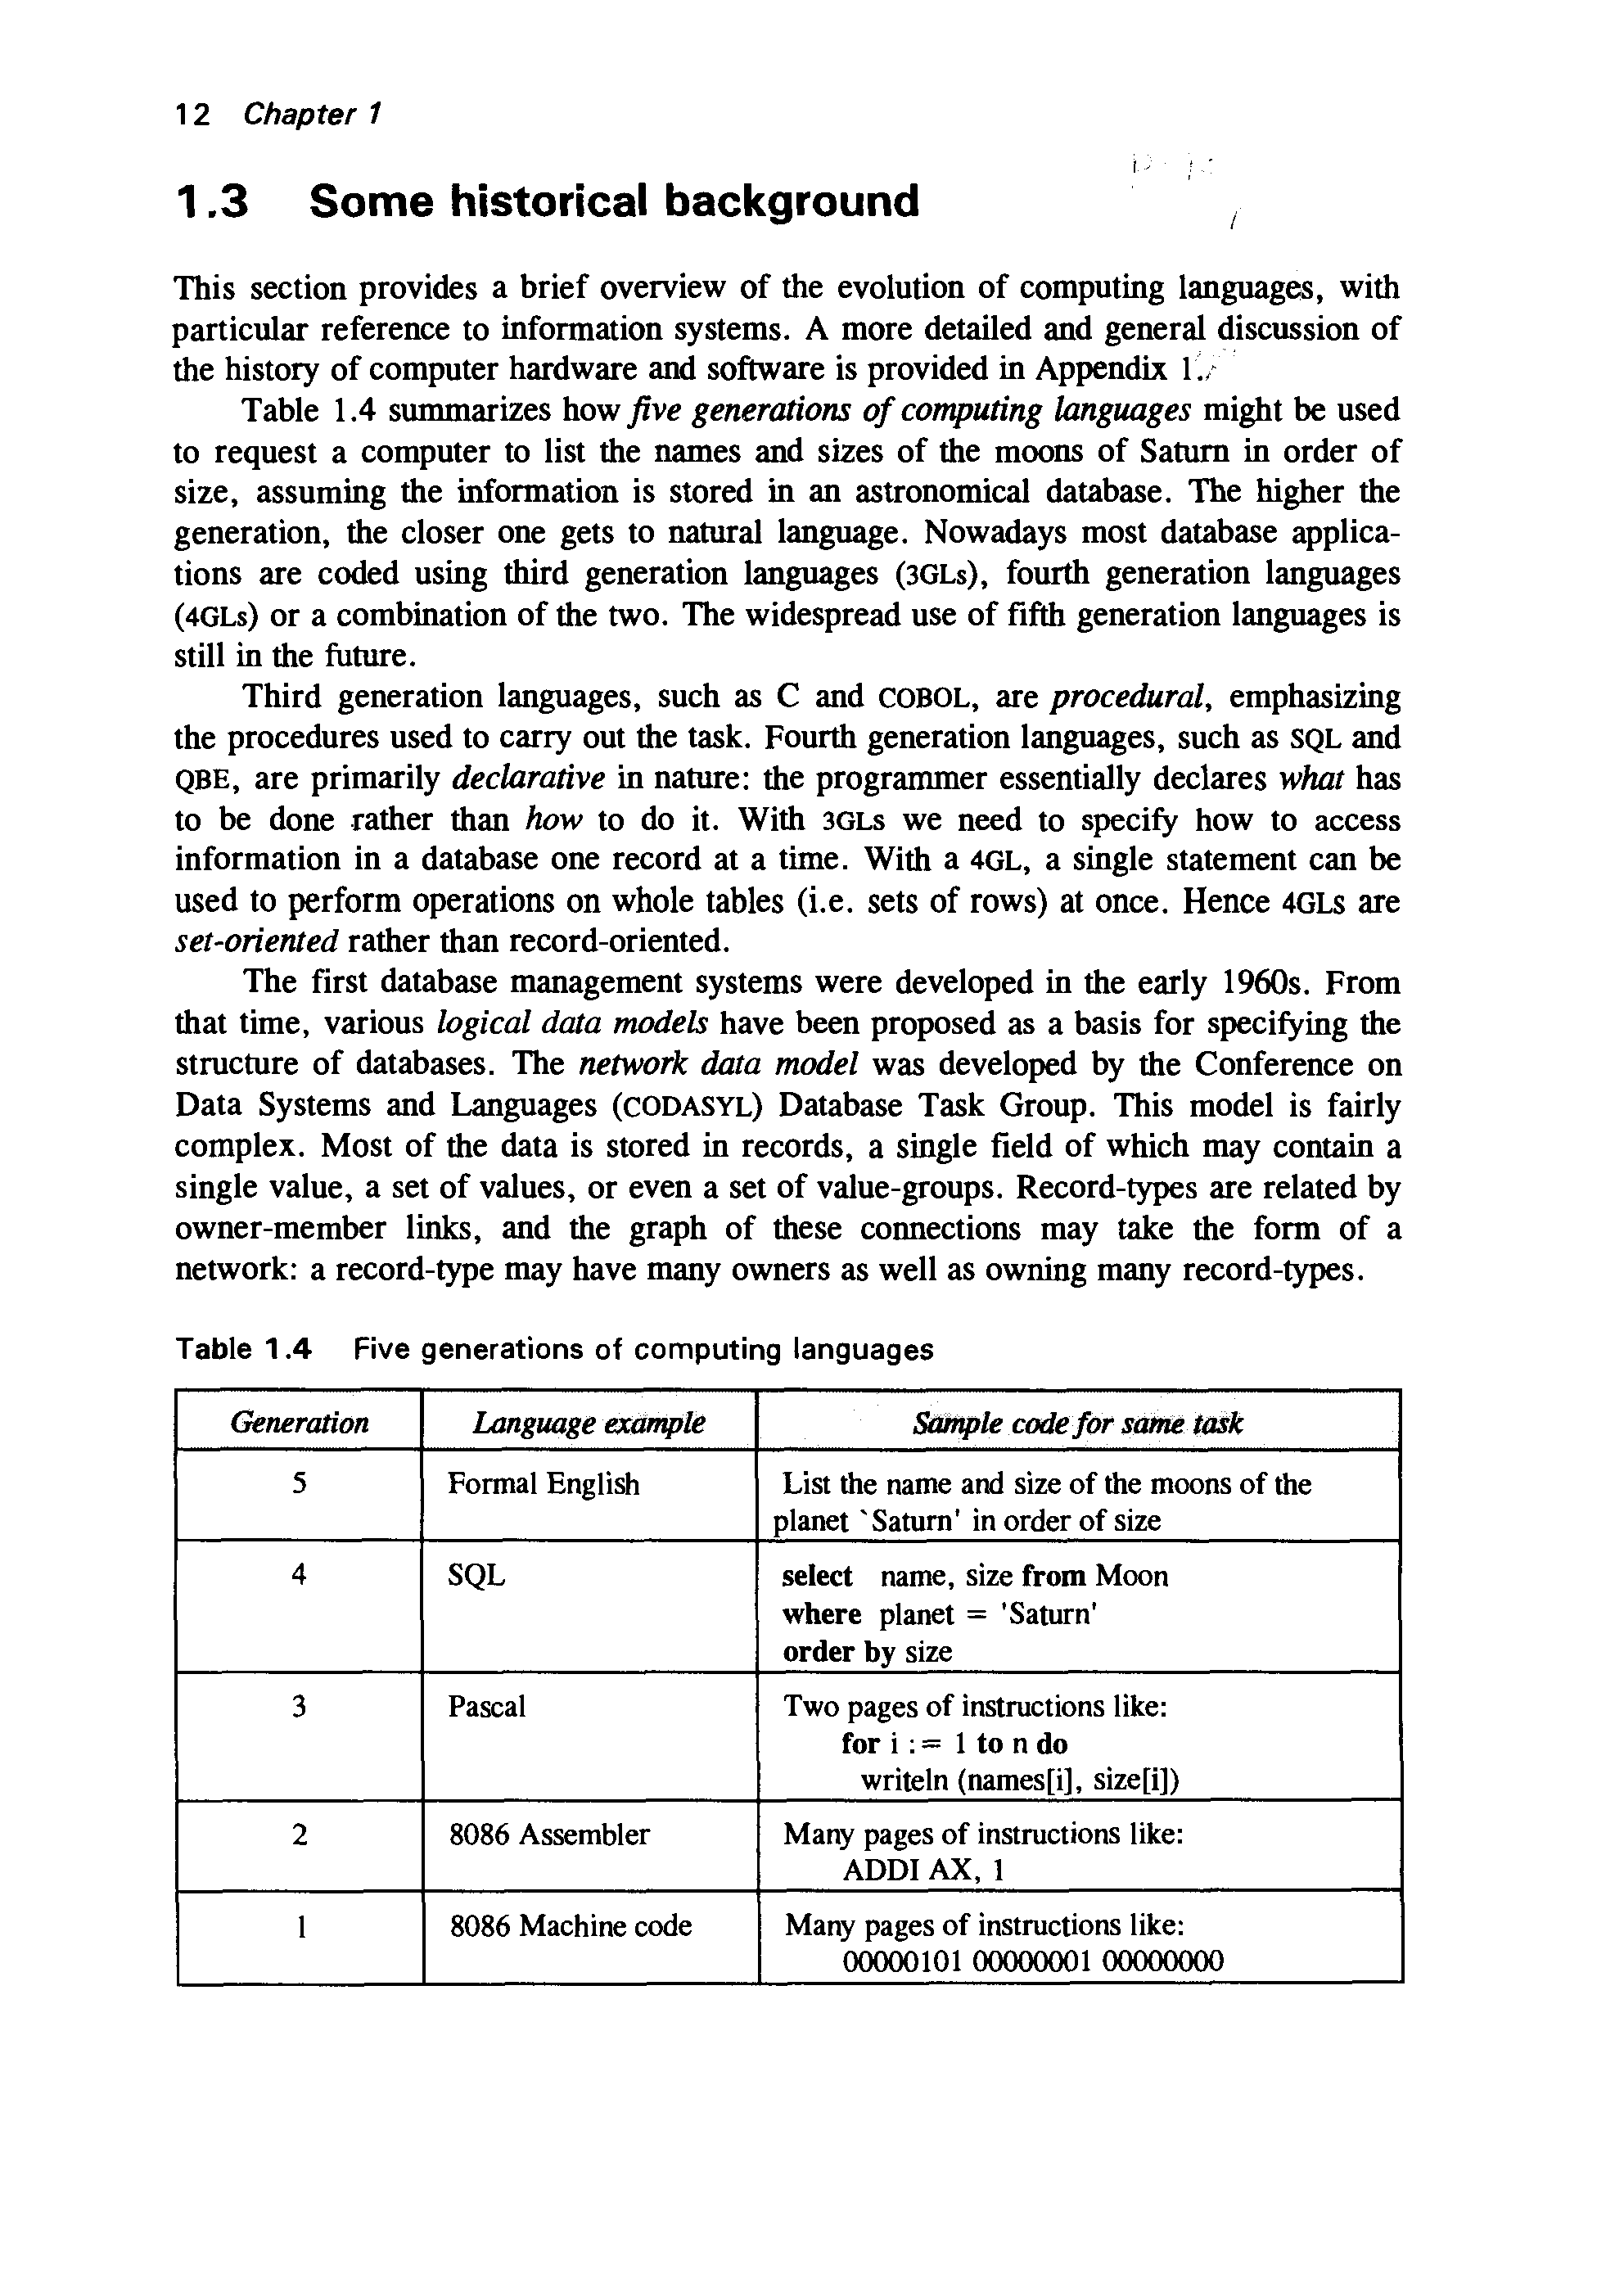 12 Chapter 1
1.3 Some historical background
This section provides a brief overview of the evolution of computing languages, with
particular reference to information systems. A more detailed and general discussion of
the history of computer hardware and software is provided in Appendix 1.
Table 1.4 summarizes how five generations of computing languages might be used
to request a computer to list the names and sizes of the moons of Saturn in order of
size, assuming the information is stored in an astronomical database. The higher the
generation, the closer one gets to natural language. Nowadays most database applica-
tions are coded using third generation languages (3GLs), fourth generation languages
(4GLs) or a combination of the two. The widespread use of fifth generation languages is
still in the future.
Third generation languages, such as C and COBOL, are procedural, emphasizing
the procedures used to carry out the task. Fourth generation languages, such as SQL and
QBE, are primarily declarative in nature: the programmer essentially declares what has
to be done rather than how to do it. With 3GLs we need to specify how to access
information in a database one record at a time. With a 4GL, a single statement can be
used to perform operations on whole tables (i.e. sets of rows) at once. Hence 4GLs are
set-oriented rather than record-oriented.
The first database management systems were developed in the early 1960s. From
that time, various logical data models have been proposed as a basis for specifying the
structure of databases. The network data model was developed by the Conference on
Data Systems and Languages (CODASYL) Database Task Group. This model is fairly
complex. Most of the data is stored in records, a single field of which may contain a
single value, a set of values, or even a set of value-groups. Record-types are related by
owner-member links, and the graph of these connections may take the form of a
network: a record-type may have many owners as well as owning many record-types.
Table 1.4 Five generations of computing languages
Generation Language example Sample code for same task
5 Formal English List the name and size of the moons of the
planet `Saturn' in order of size
4 SQL select name, size from Moon
where planet = 'Saturn'
order by size
3 Pascal Two pages of instructions like:
for i := 1 to n do
writeln (names[i], size[i])
2 8086 Assembler Many pages of instructions like:
ADDI AX, 1
1 8086 Machine code Many pages of instructions like:
00000101 00000001 00000000